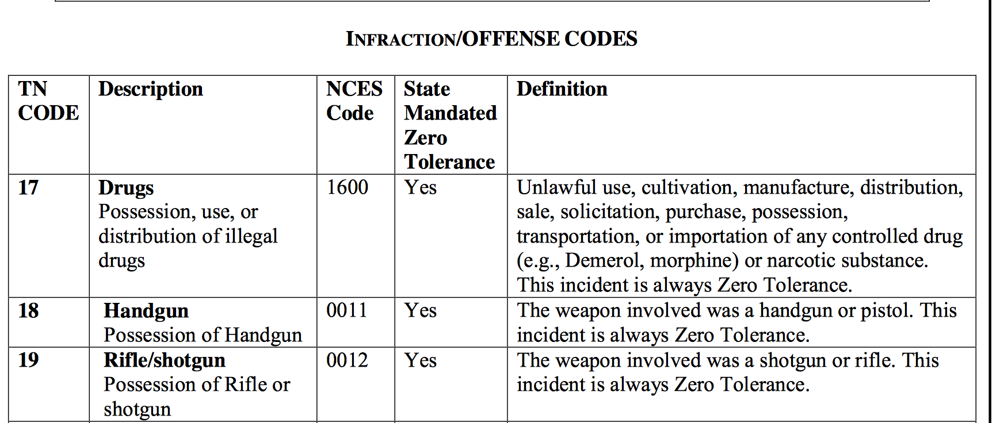 INFRACTION/OFFENSE CODES
TN
CODE
Description
NCES
Code
State
Mandated
Zero
Tolerance
Definition
17
Drugs
Possession, use, or
distribution of illegal
drugs
1600
Yes
Unlawful use, cultivation, manufacture, distribution,
sale, solicitation, purchase, possession,
transportation, or importation of any controlled drug
(e.g., Demerol, morphine) or narcotic substance.
This incident is always Zero Tolerance.
18
Handgun
Possession of Handgun
0011
Yes
The weapon involved was a handgun or pistol. This
incident is always Zero Tolerance.
19
Rifle/shotgun
Possession of Rifle or
shotgun
0012
Yes
The weapon involved was a shotgun or rifle. This
incident is always Zero Tolerance.